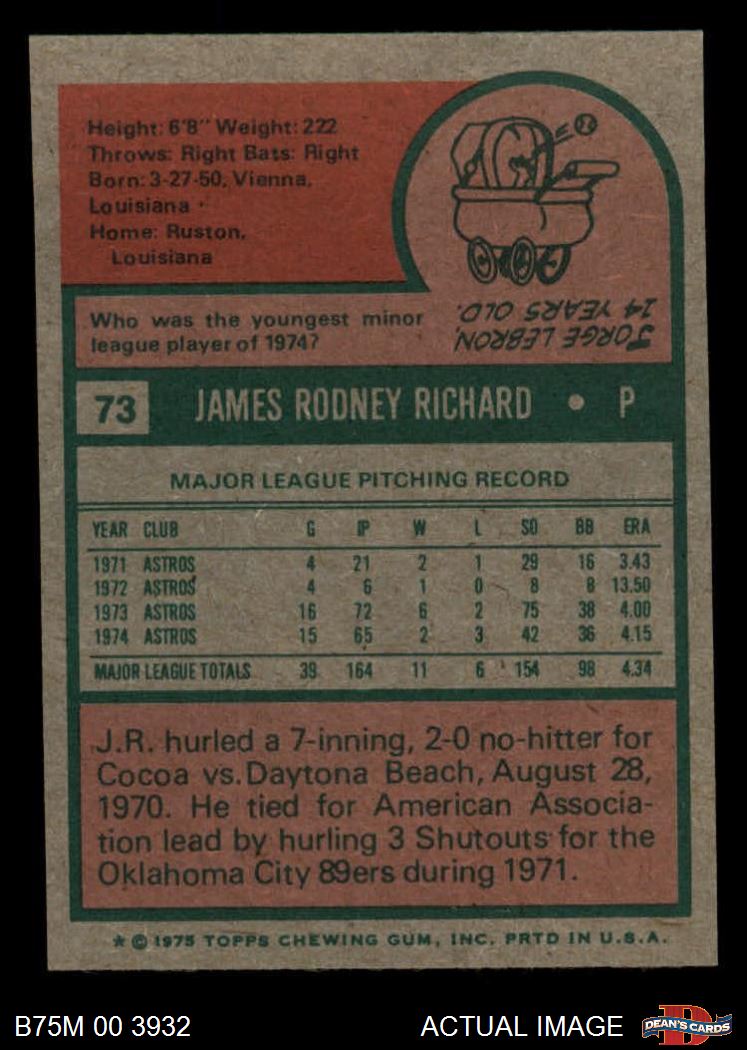 Height: 6'8" Weight: 222
Throws: Right Bats: Right
Born: 3-27-50, Vienna,
Louisiana
Home: Ruston,
Louisiana
Who was the youngest minor
league player of 1974?
JORGE LEBRON,
14 YEARS OLD.
73 JAMES RODNEY RICHARD • P
MAJOR LEAGUE PITCHING RECORD
YEAR CLUB G IP W L SO BB ERA
1971 ASTROS 4 21 2 1 29 16 3.43
1972 ASTROS 4 6 1 0 8 8 13.50
1973 ASTROS 16 72 6 2 75 38 4.00
1974 ASTROS 15 65 2 3 42 36 4.15
MAJOR LEAGUE TOTALS 39 164 11 6 154 98 4.34
J.R. hurled a 7-inning, 2-0 no-hitter for
Cocoa vs. Daytona Beach, August 28,
1970. He tied for American Associa-
tion lead by hurling 3 Shutouts for the
Oklahoma City 89ers during 1971.
★ © 1975 TOPPS CHEWING GUM, INC. PRTD IN U.S.A.
B75M 00 3932 ACTUAL IMAGE D DEAN'S CARDS